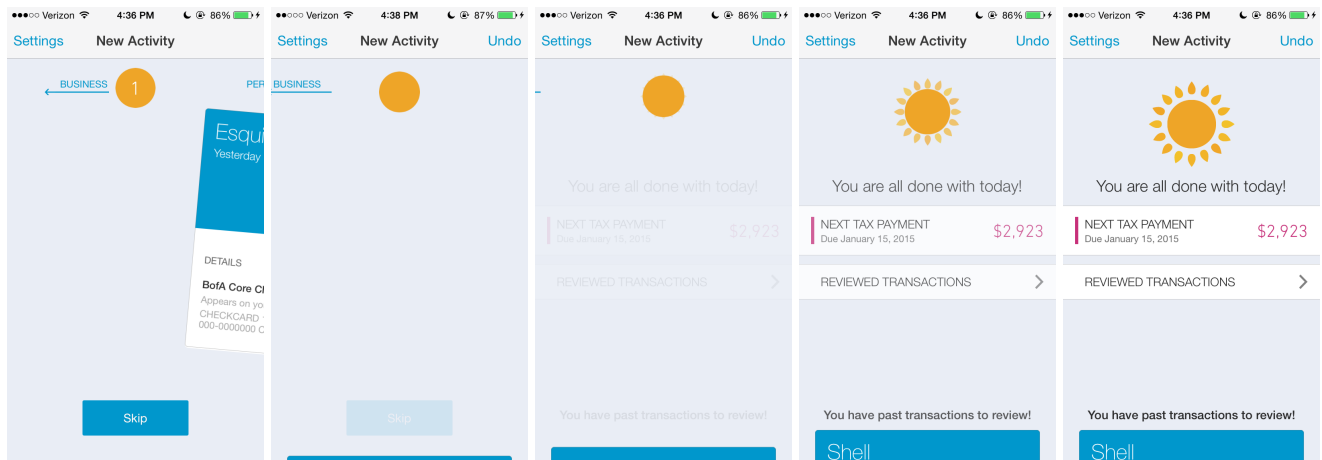 ●●●○○ Verizon 4:36 PM 86%
Settings New Activity
BUSINESS 1 PER
Esqui
Yesterday
DETAILS
BofA Core Cl
Appears on yo
CHECKCARD
000-0000000 C
Skip
●●○○○ Verizon 4:38 PM 87%
Settings New Activity Undo
BUSINESS
Skip
●●●○○ Verizon 4:36 PM 86%
Settings New Activity Undo
You are all done with today!
NEXT TAX PAYMENT
Due January 15, 2015
$2,923
REVIEWED TRANSACTIONS
You have past transactions to review!
●●●○○ Verizon 4:36 PM 86%
Settings New Activity Undo
You are all done with today!
NEXT TAX PAYMENT
Due January 15, 2015
$2,923
REVIEWED TRANSACTIONS
You have past transactions to review!
Shell
●●●○○ Verizon 4:36 PM 86%
Settings New Activity Undo
You are all done with today!
NEXT TAX PAYMENT
Due January 15, 2015
$2,923
REVIEWED TRANSACTIONS
You have past transactions to review!
Shell